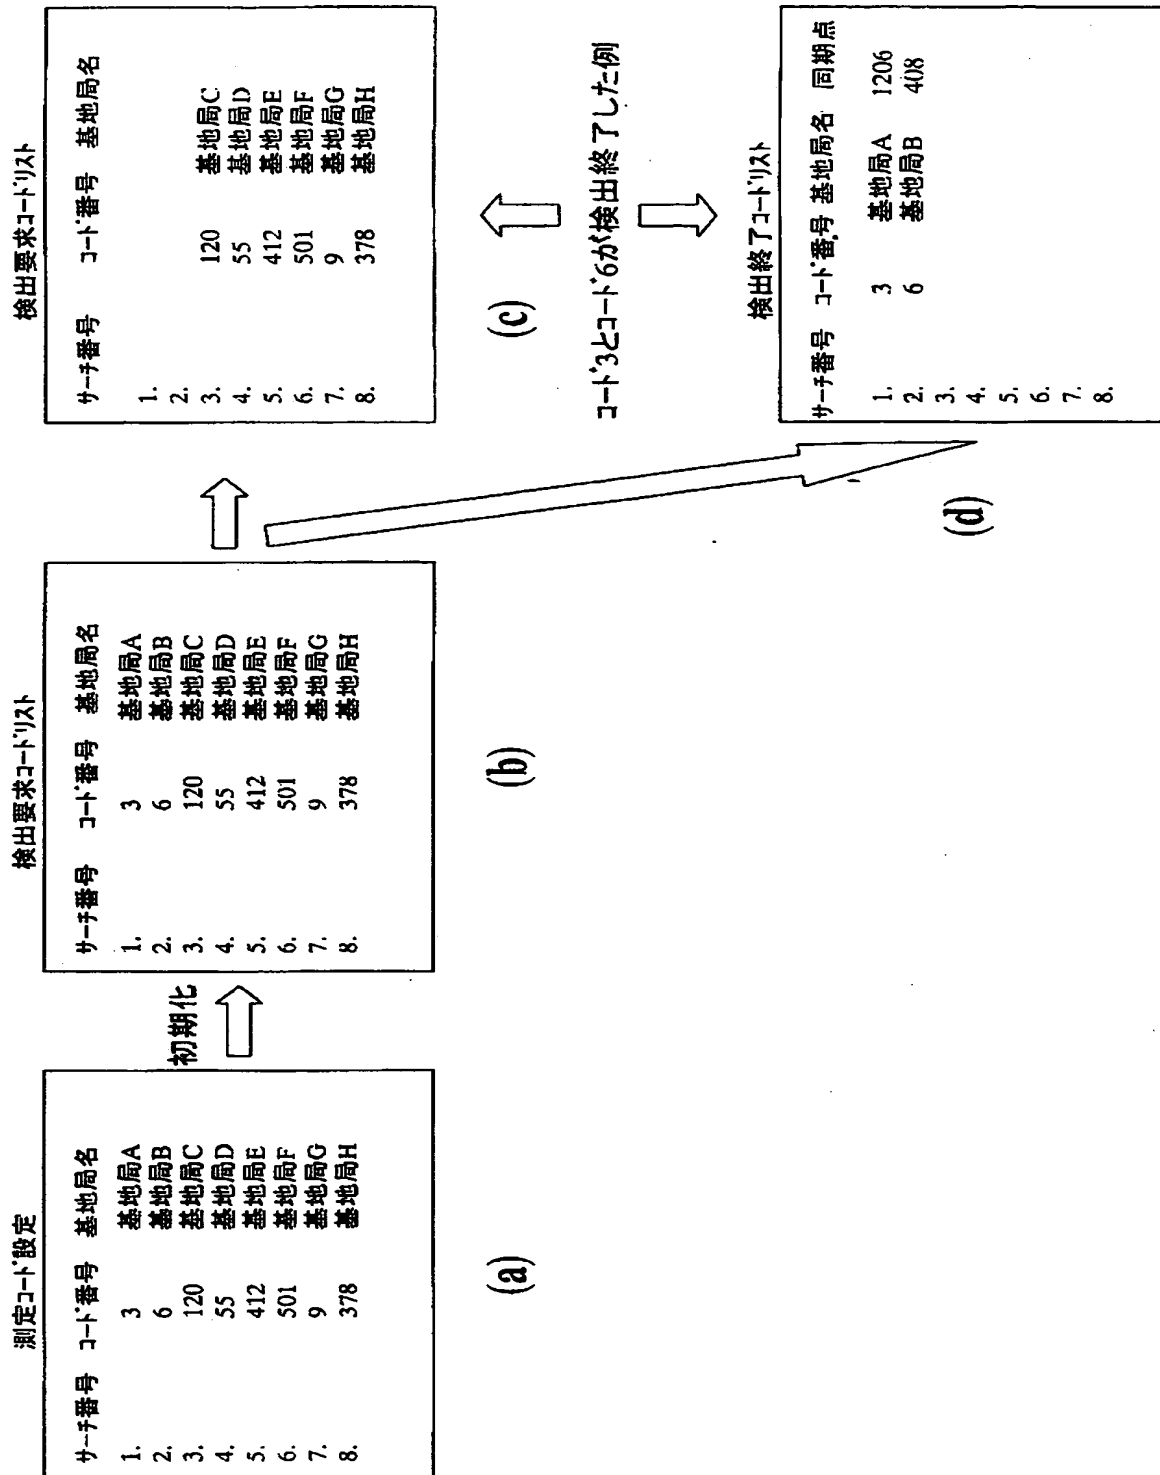 測定コード設定
サーチ番号 コード番号 基地局名
1. 3 基地局A
2. 6 基地局B
3. 120 基地局C
4. 55 基地局D
5. 412 基地局E
6. 501 基地局F
7. 9 基地局G
8. 378 基地局H
(a)
初期化
検出要求コードリスト
サーチ番号 コード番号 基地局名
1. 3 基地局A
2. 6 基地局B
3. 120 基地局C
4. 55 基地局D
5. 412 基地局E
6. 501 基地局F
7. 9 基地局G
8. 378 基地局H
(b)
検出要求コードリスト
サーチ番号 コード番号 基地局名
1.
2.
3. 120 基地局C
4. 55 基地局D
5. 412 基地局E
6. 501 基地局F
7. 9 基地局G
8. 378 基地局H
(c)
コード3とコード6が検出終了した例
検出終了コードリスト
サーチ番号 コード番号 基地局名 同期点
1. 3 基地局A 1206
2. 6 基地局B 408
3.
4.
5.
6.
7.
8.
(d)